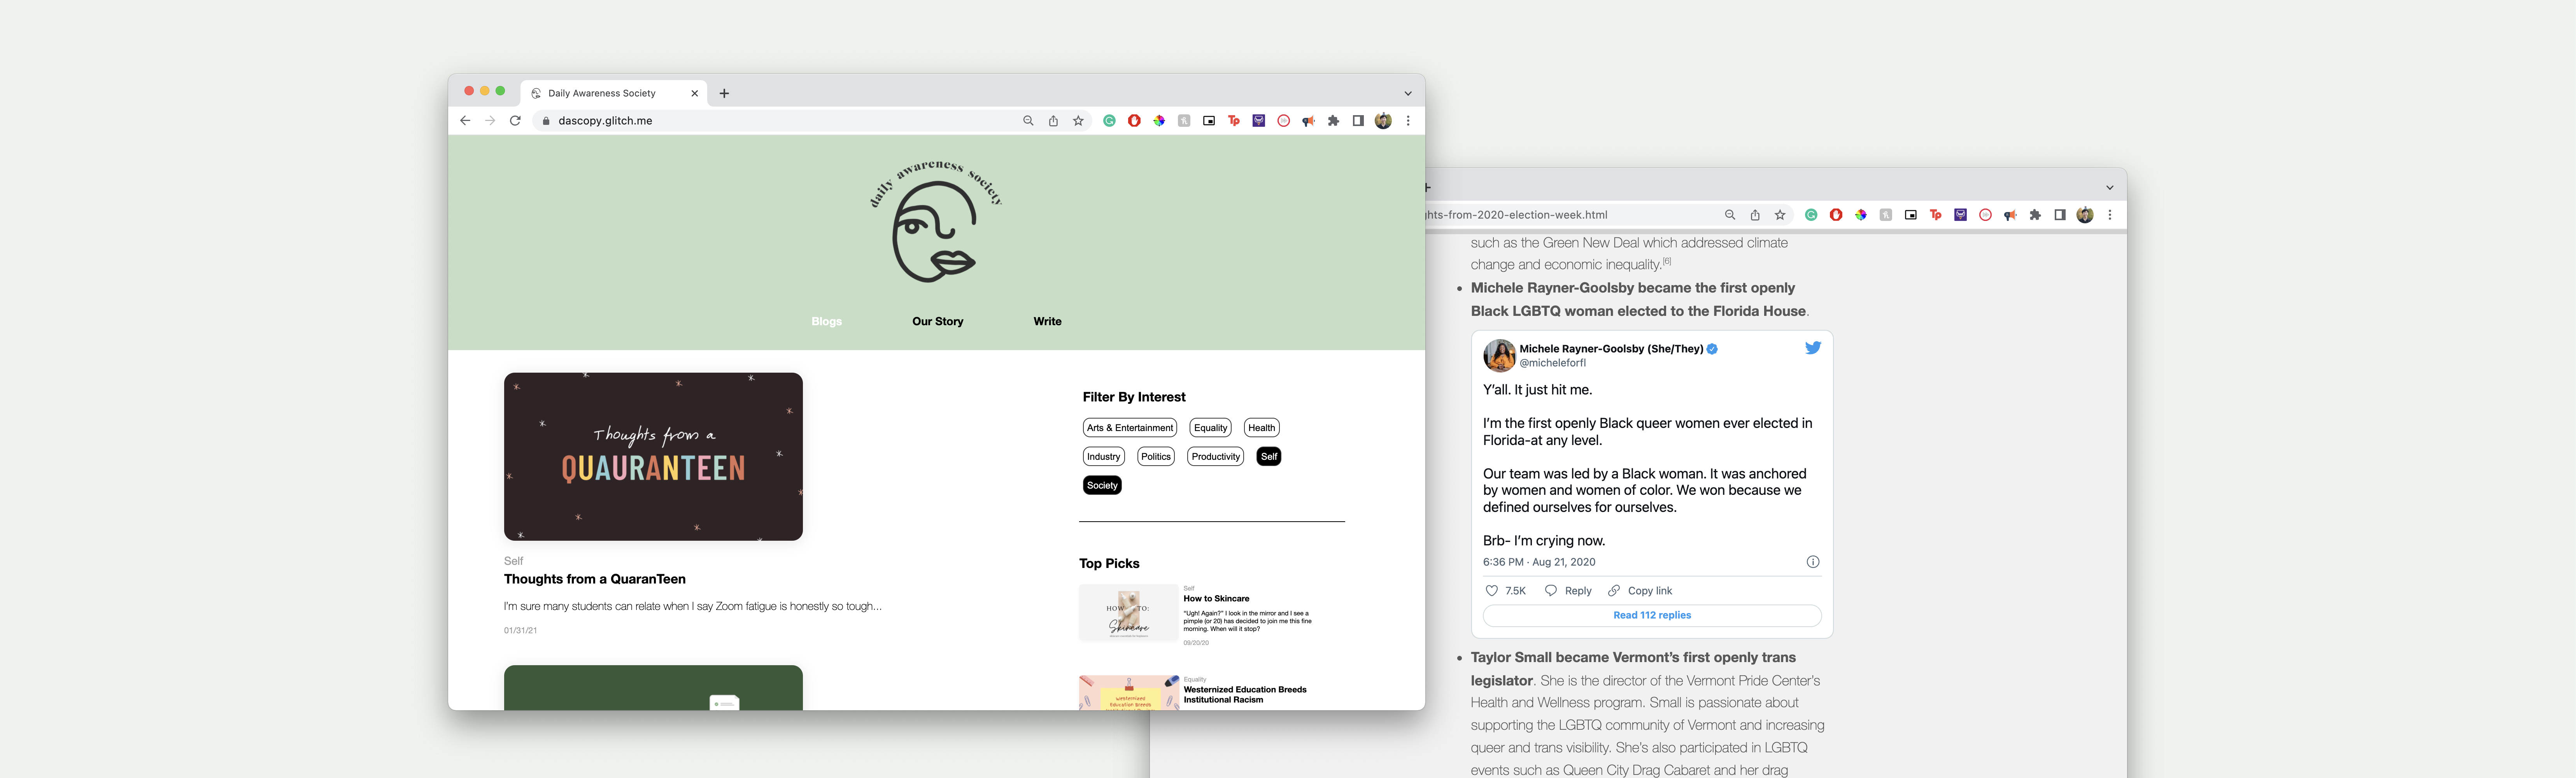 Daily Awareness Society
dascopy.glitch.me
daily awareness society
Blogs
Our Story
Write
Thoughts from a
QUAURANTEEN
Self
Thoughts from a QuaranTeen
I'm sure many students can relate when I say Zoom fatigue is honestly so tough...
01/31/21
Filter By Interest
Arts & Entertainment
Equality
Health
Industry
Politics
Productivity
Self
Society
Top Picks
HOW TO:
Skincare
Self
How to Skincare
"Ugh! Again?" I look in the mirror and I see a
pimple (or 20) has decided to join me this fine
morning. When will it stop?
09/20/20
Westernized
Education Breeds
Equality
Westernized Education Breeds
Institutional Racism
hts-from-2020-election-week.html
such as the Green New Deal which addressed climate
change and economic inequality.[6]
• Michele Rayner-Goolsby became the first openly
Black LGBTQ woman elected to the Florida House.
Michele Rayner-Goolsby (She/They)
@micheleforfl
Y'all. It just hit me.
I'm the first openly Black queer women ever elected in
Florida-at any level.
Our team was led by a Black woman. It was anchored
by women and women of color. We won because we
defined ourselves for ourselves.
Brb- I'm crying now.
6:36 PM · Aug 21, 2020
7.5K
Reply
Copy link
Read 112 replies
• Taylor Small became Vermont's first openly trans
legislator. She is the director of the Vermont Pride Center's
Health and Wellness program. Small is passionate about
supporting the LGBTQ community of Vermont and increasing
queer and trans visibility. She's also participated in LGBTQ
events such as Queen City Drag Cabaret and her drag